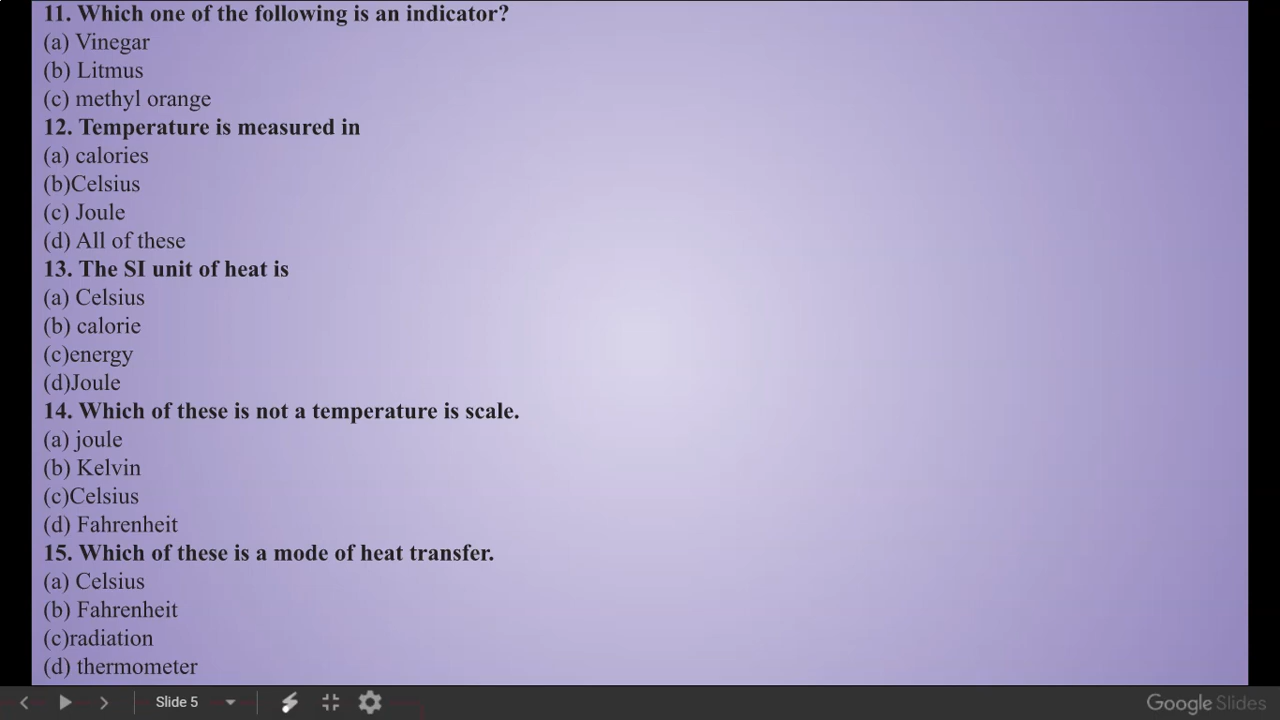 11. Which one of the following is an indicator?
(a) Vinegar
(b) Litmus
(c) methyl orange
12. Temperature is measured in
(a) calories
(b)Celsius
(c) Joule
(d) All of these
13. The SI unit of heat is
(a) Celsius
(b) calorie
(c)energy
(d)Joule
14. Which of these is not a temperature is scale.
(a) joule
(b) Kelvin
(c)Celsius
(d) Fahrenheit
15. Which of these is a mode of heat transfer.
(a) Celsius
(b) Fahrenheit
(c)radiation
(d) thermometer
Slide 5
Google Slides